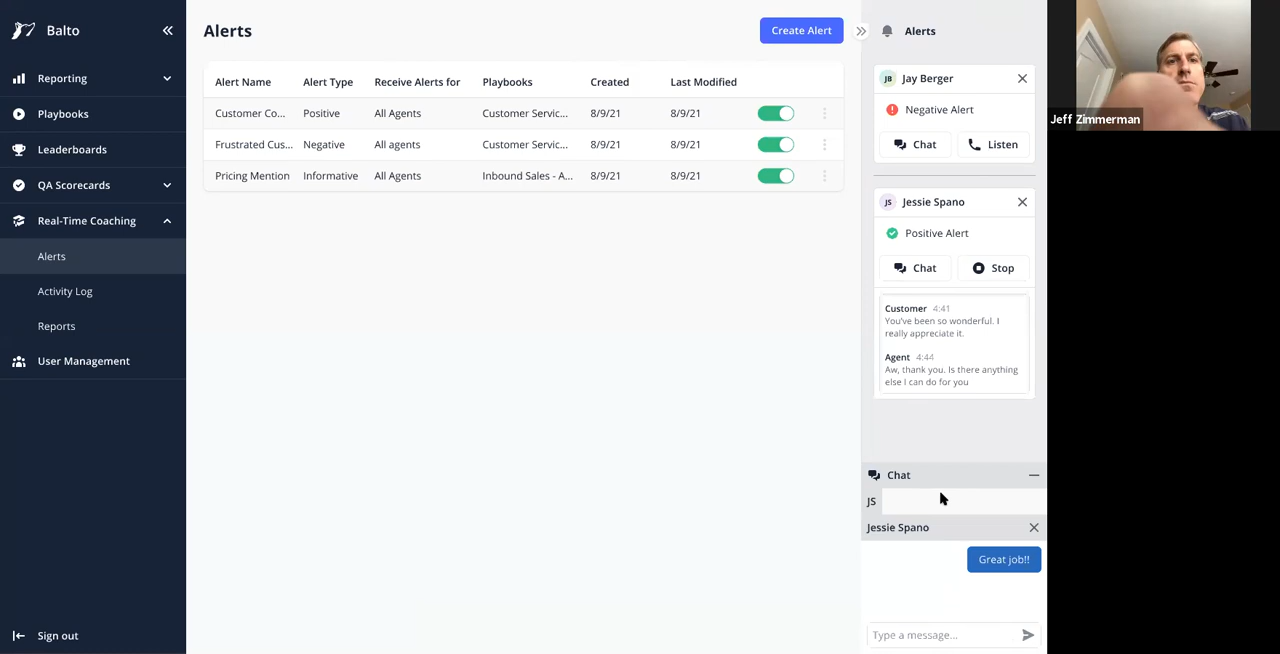 Balto
Reporting
Playbooks
Leaderboards
QA Scorecards
Real-Time Coaching
Alerts
Activity Log
Reports
User Management
Sign out
Alerts
Create Alert
Alert Name Alert Type Receive Alerts for Playbooks Created Last Modified
Customer Co... Positive All Agents Customer Servic... 8/9/21 8/9/21
Frustrated Cus... Negative All agents Customer Servic... 8/9/21 8/9/21
Pricing Mention Informative All Agents Inbound Sales - A... 8/9/21 8/9/21
Alerts
JB Jay Berger
Negative Alert
Chat Listen
JS Jessie Spano
Positive Alert
Chat Stop
Customer 4:41
You've been so wonderful. I
really appreciate it.
Agent 4:44
Aw, thank you. Is there anything
else I can do for you
Chat
JS
Jessie Spano
Great job!!
Type a message...
Jeff Zimmerman